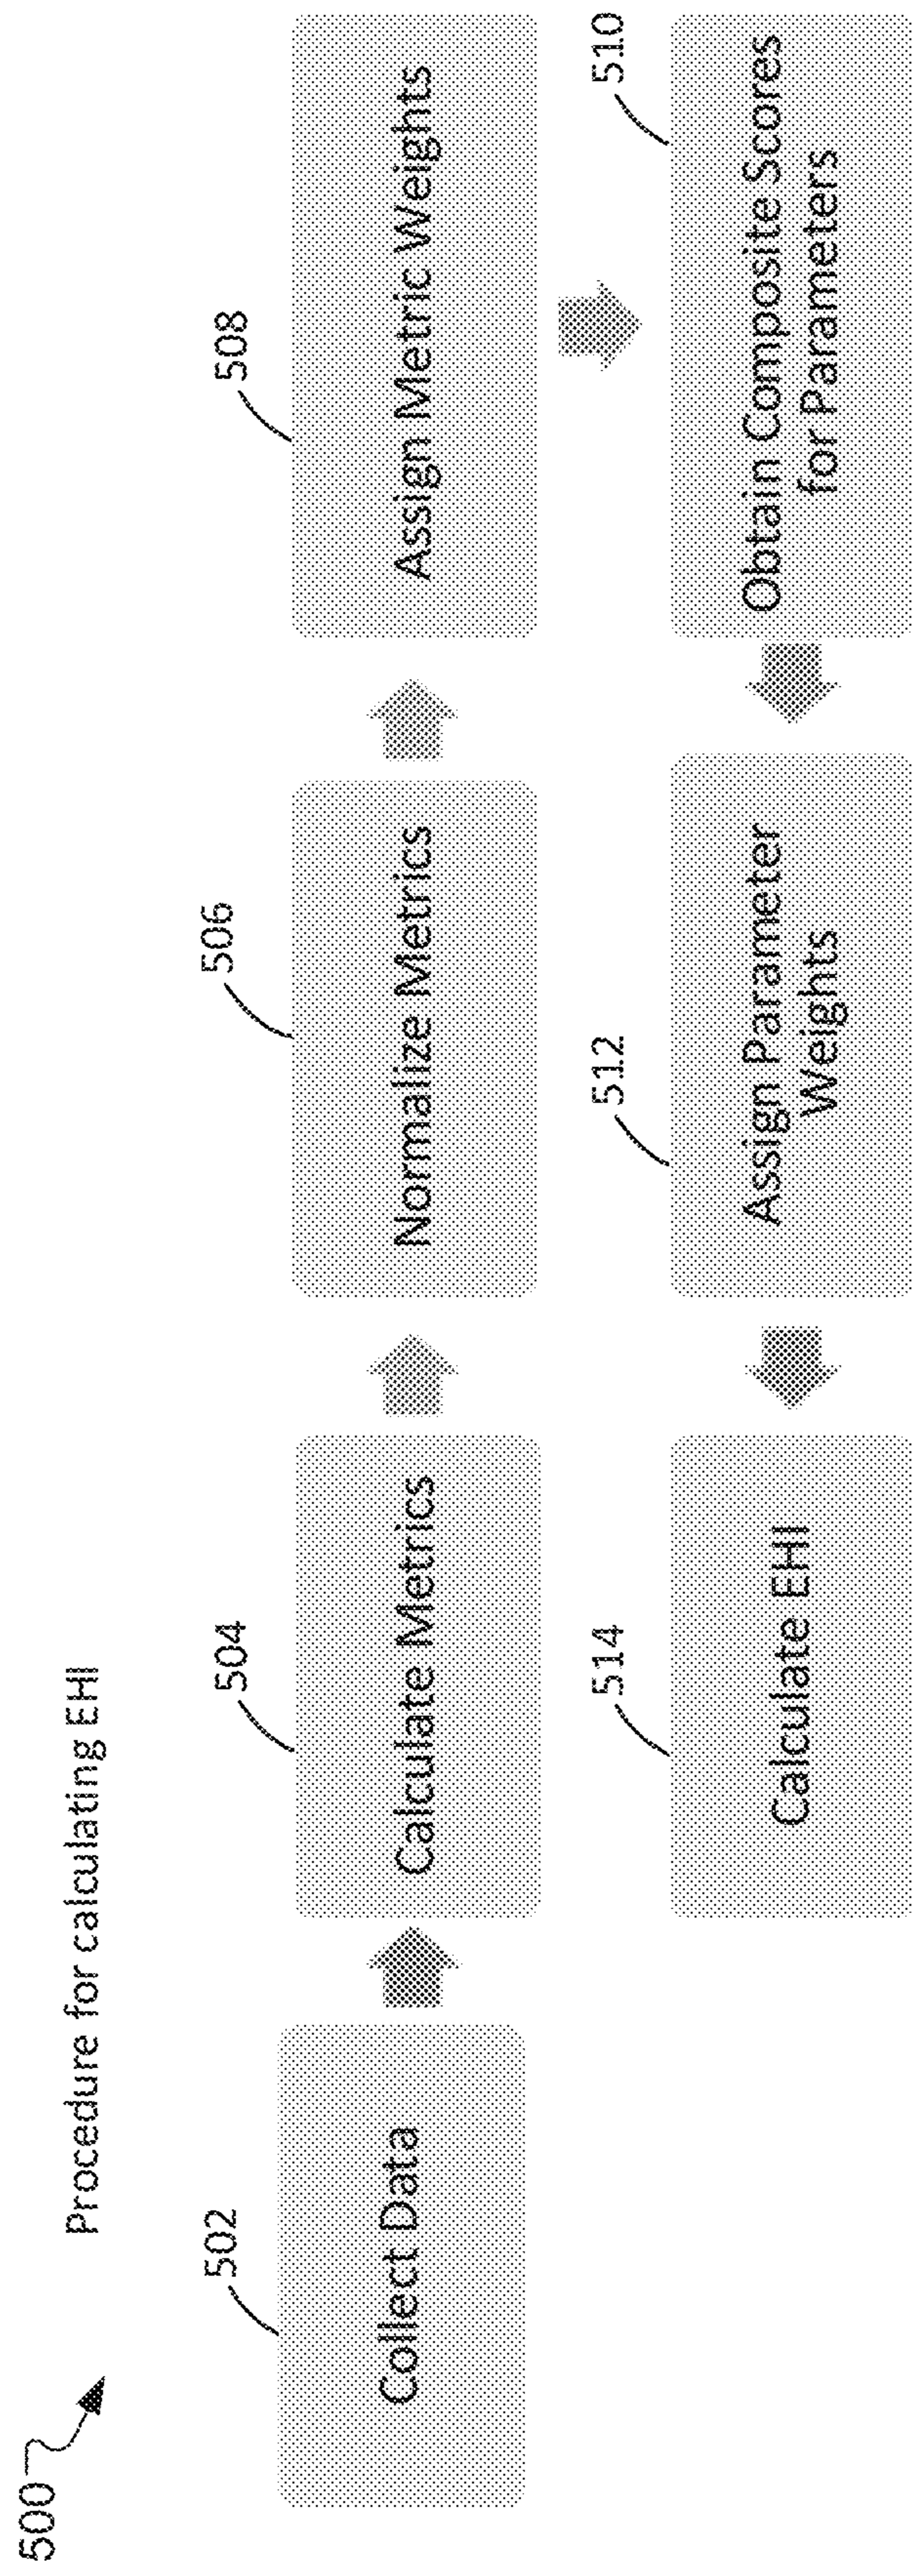 500
Procedure for calculating EHI
502
Collect Data
504
Calculate Metrics
506
Normalize Metrics
508
Assign Metric Weights
510
Obtain Composite Scores
for Parameters
512
Assign Parameter
Weights
514
Calculate EHI